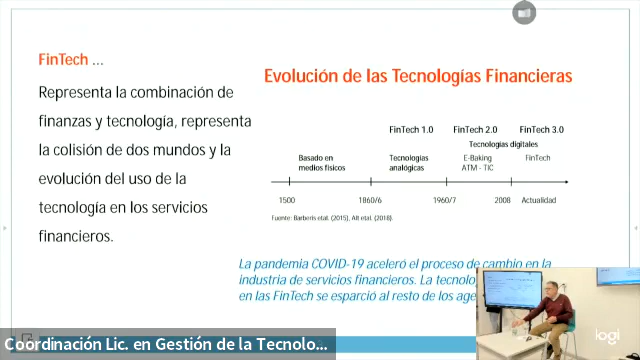 FinTech ...
Representa la combinación de
finanzas y tecnología, representa
la colisión de dos mundos y la
evolución del uso de la
tecnología en los servicios
financieros.
Evolución de las Tecnologías Financieras
FinTech 1.0 FinTech 2.0 FinTech 3.0
Tecnologías digitales
Basado en
medios físicos
Tecnologías
analógicas
E-Baking
ATM - TIC
FinTech
1500 1860/6 1960/7 2008 Actualidad
Fuente: Barberis etal. (2015), Alt etal. (2018).
La pandemia COVID-19 aceleró el proceso de cambio en la
industria de servicios financieros. La tecnolo
en las FinTech se esparció al resto de los age
logi
Coordinación Lic. en Gestión de la Tecnolo...